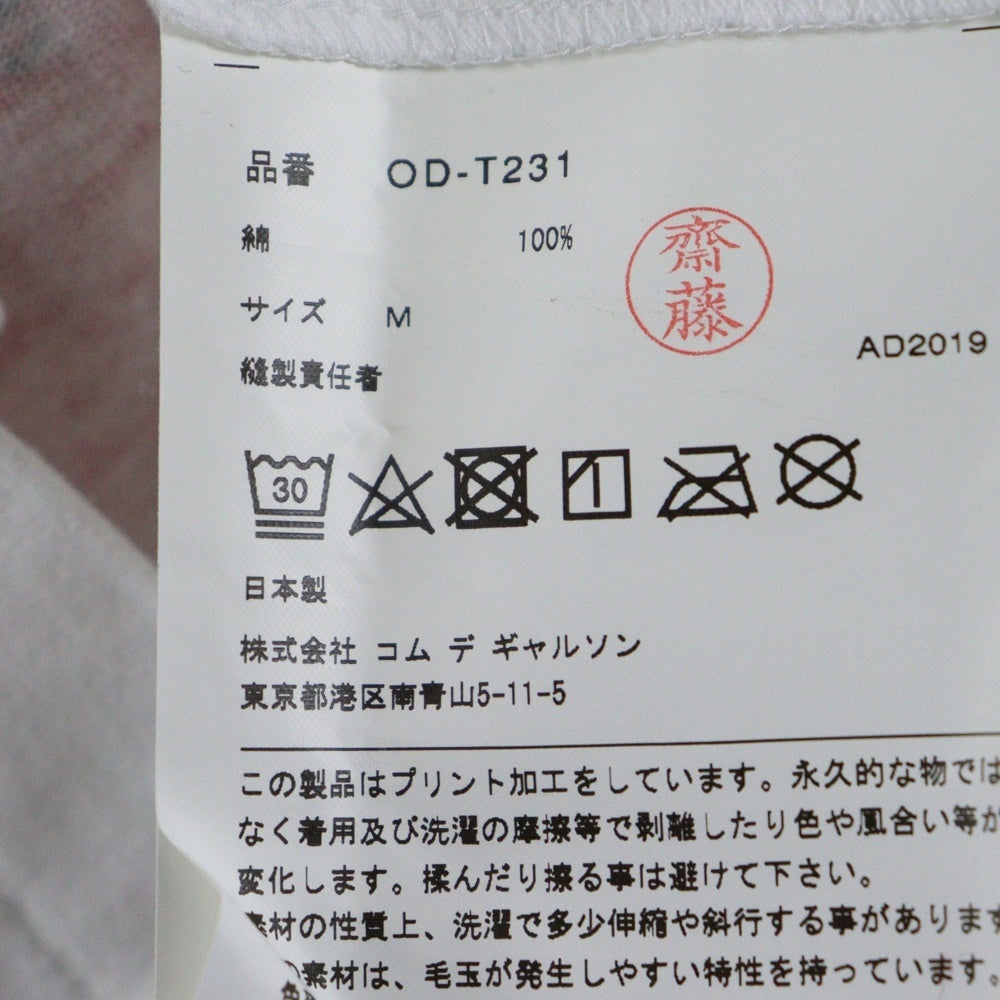 品番 OD-T231
綿 100%
齋藤
サイズ M
AD2019
縫製責任者
30
日本製
株式会社 コム デ ギャルソン
東京都港区南青山5-11-5
この製品はプリント加工をしています。永久的な物では
なく着用及び洗濯の摩擦等で剥離したり色や風合い等が
変化します。揉んだり擦る事は避けて下さい。
素材の性質上、洗濯で多少伸縮や斜行する事があります
の素材は、毛玉が発生しやすい特性を持っています。